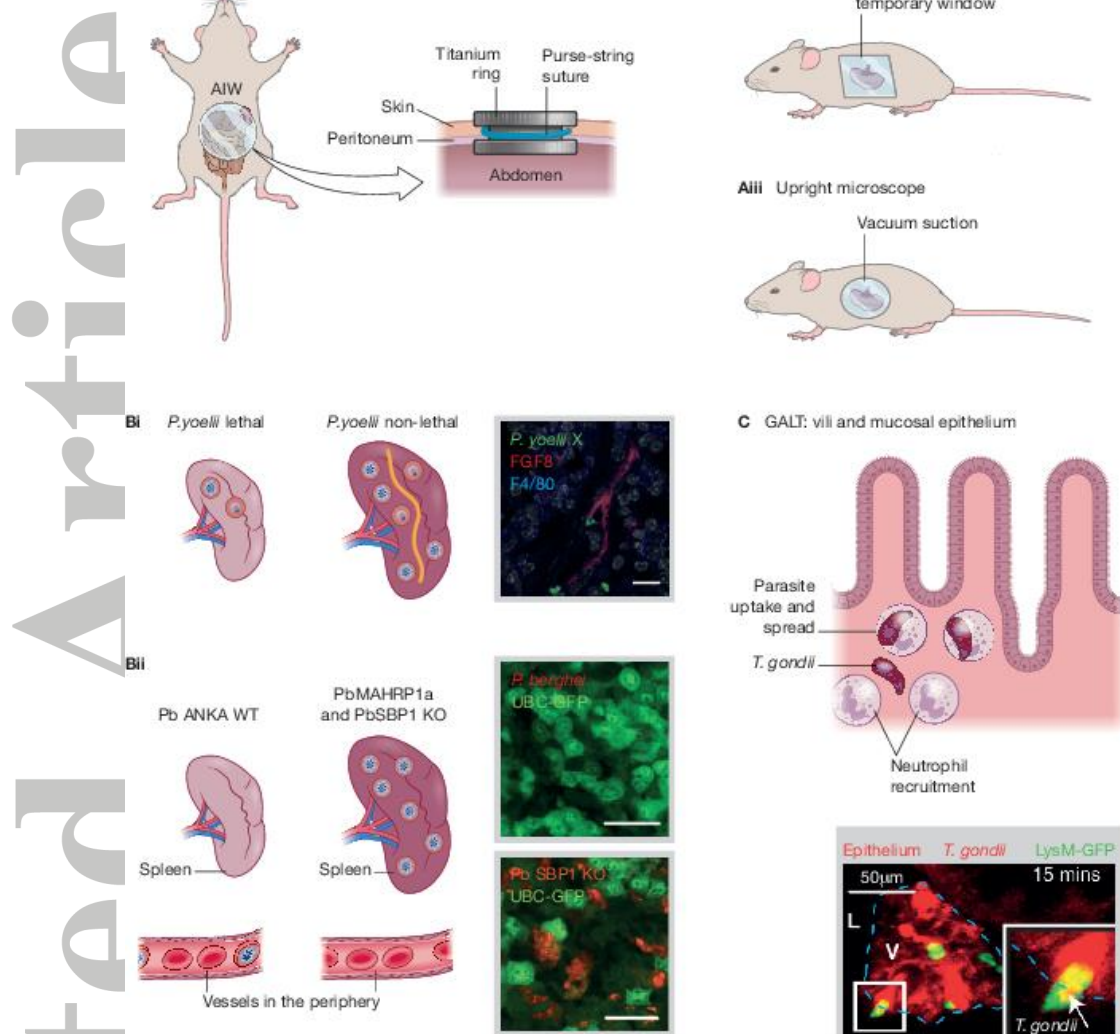 temporary window
AIW
Titanium
ring
Purse-string
suture
Skin
Peritoneum
Abdomen
Aiii Upright microscope
Vacuum suction
Bi P.yoelii lethal
P.yoelii non-lethal
P. yoelii X
FGF8
F4/80
Bii
Pb ANKA WT
PbMAHRP1a
and PbSBP1 KO
Spleen
Spleen
Vessels in the periphery
P. berghei
UBC-GFP
Pb SBP1 KO
UBC-GFP
C GALT: vili and mucosal epithelium
Parasite
uptake and
spread
T. gondii
Neutrophil
recruitment
Epithelium T. gondii LysM-GFP
50µm
15 mins
L
V
T. gondii
ted Article